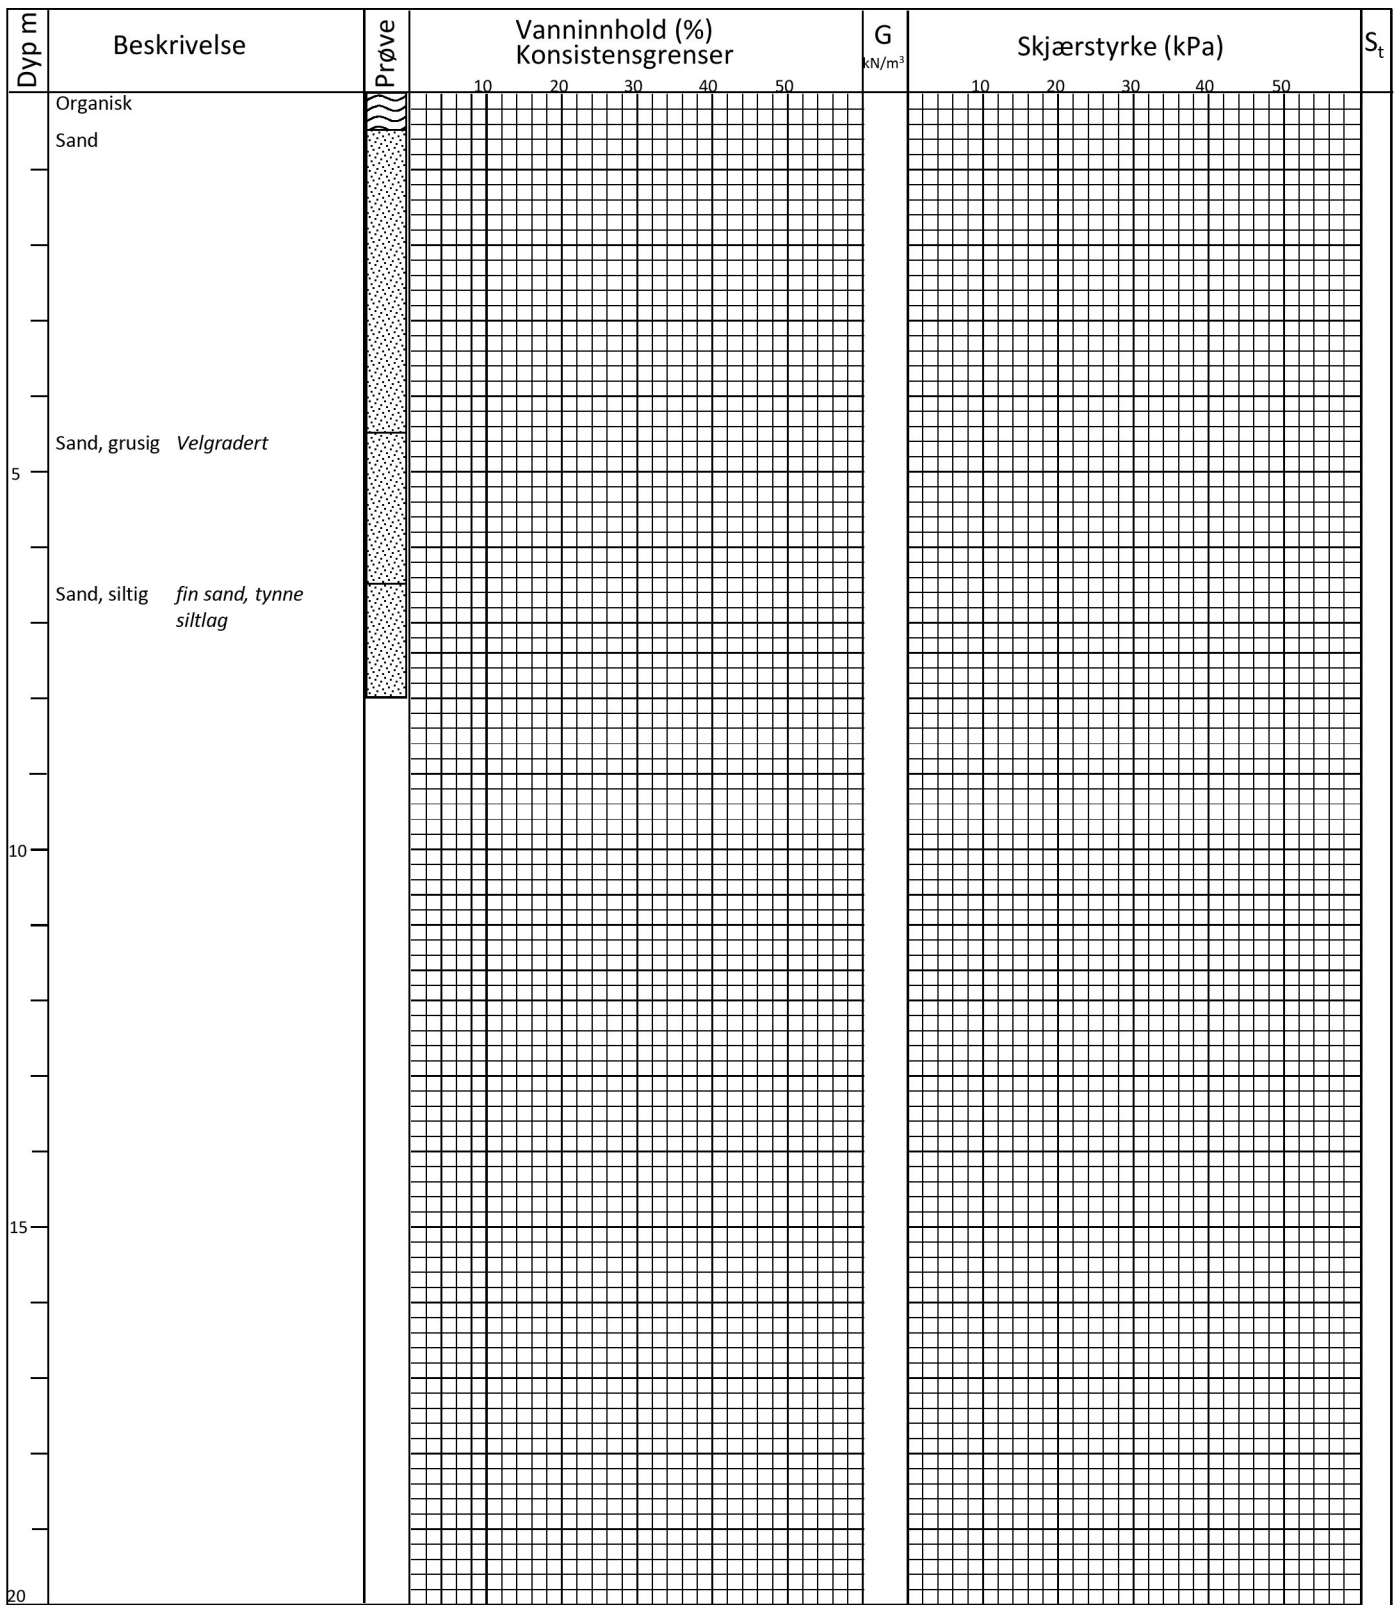 Dyp m
Beskrivelse
Prøve
Vanninnhold (%)
Konsistensgrenser
10 20 30 40 50
G
kN/m³
Skjærstyrke (kPa)
10 20 30 40 50
St
Organisk
Sand
Sand, grusig Velgradert
5
Sand, siltig fin sand, tynne
siltlag
10
15
20